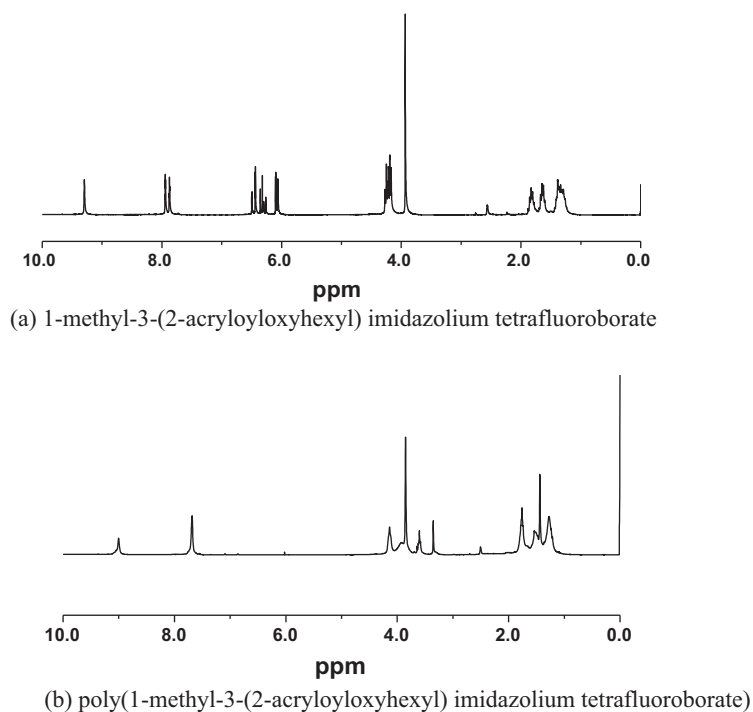 10.0 8.0 6.0 4.0 2.0 0.0
ppm
(a) 1-methyl-3-(2-acryloyloxyhexyl) imidazolium tetrafluoroborate
10.0 8.0 6.0 4.0 2.0 0.0
ppm
(b) poly(1-methyl-3-(2-acryloyloxyhexyl) imidazolium tetrafluoroborate)